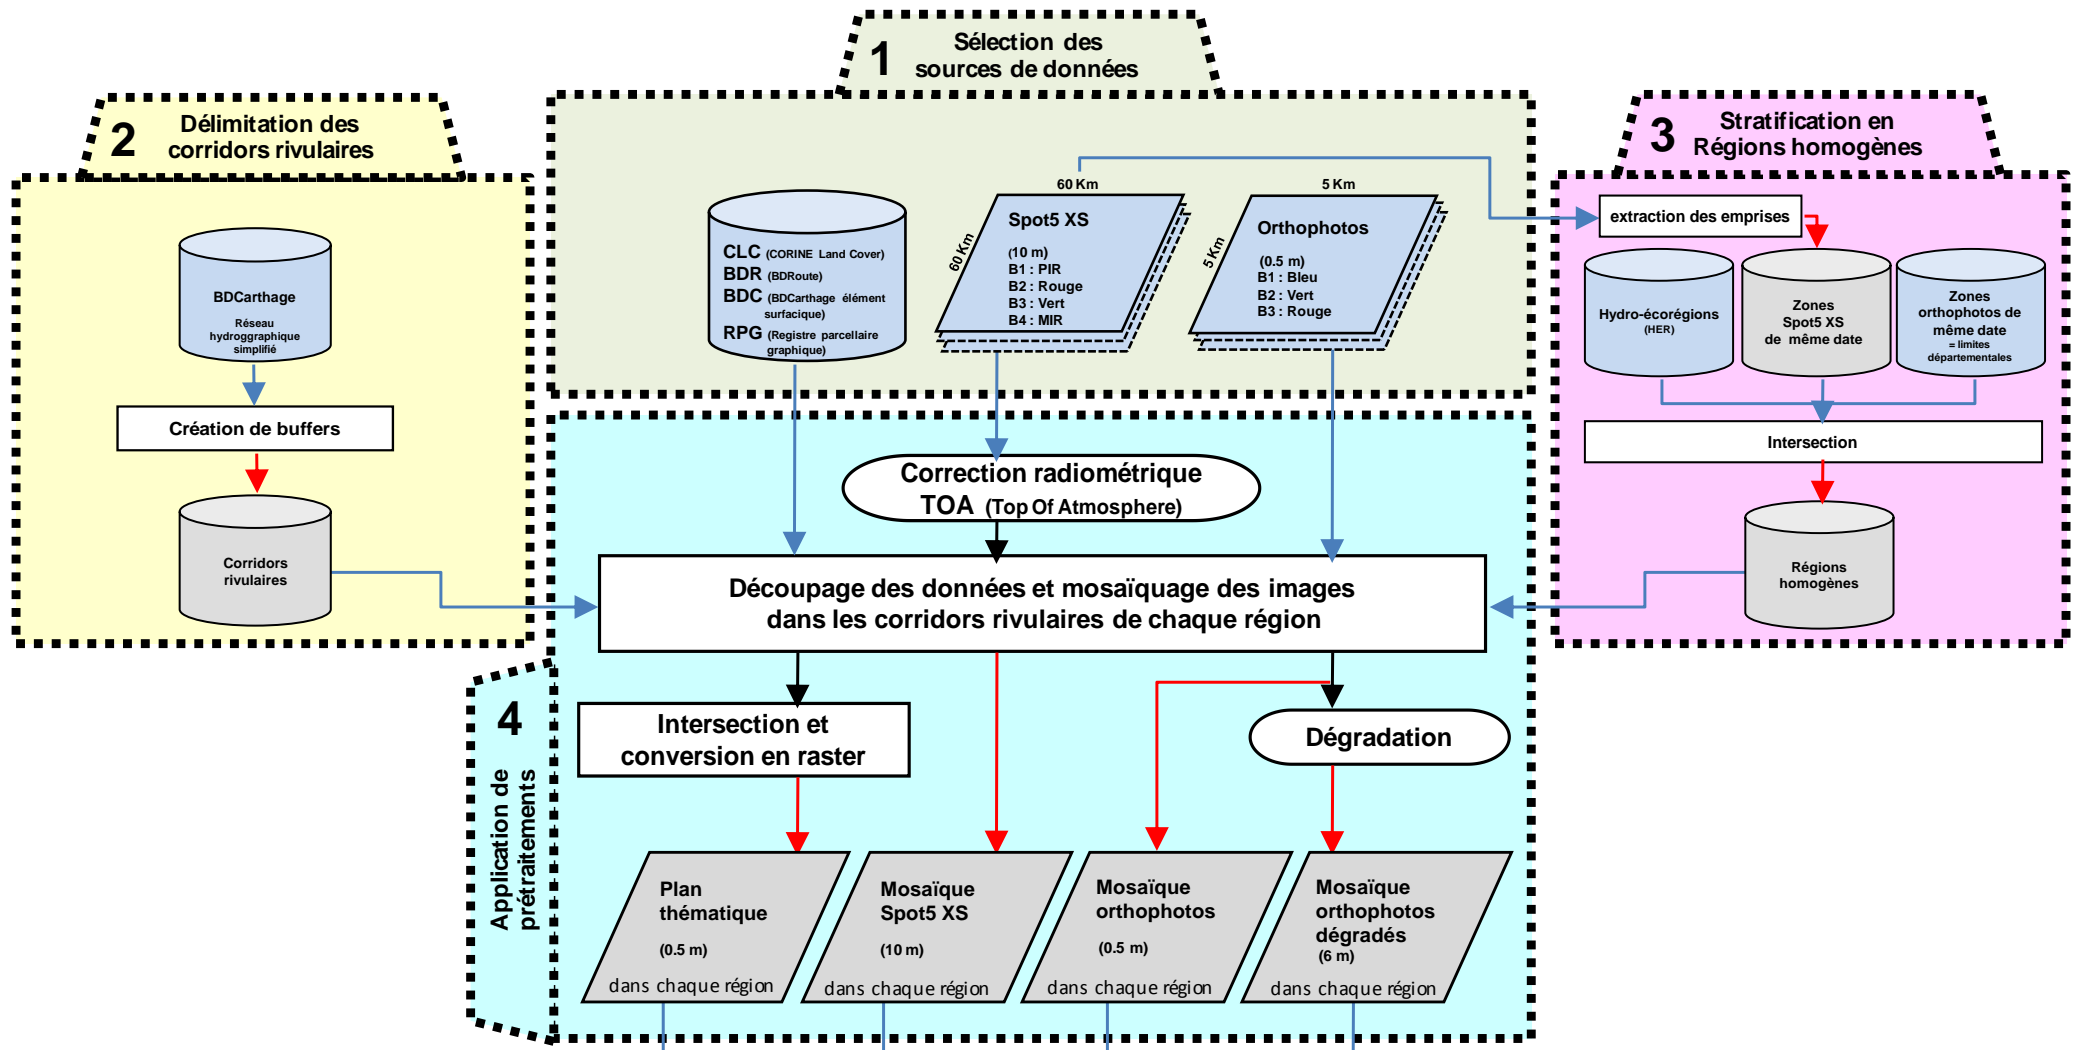 1
Sélection des
sources de données
2
Délimitation des
corridors rivulaires
3
Stratification en
Régions homogènes
BDCarthage
Réseau
hydroggraphique
simplifié
Création de buffers
Corridors
rivulaires
CLC (CORINE Land Cover)
BDR (BDRoute)
BDC (BDCarthage élément
surfacique)
RPG (Registre parcellaire
graphique)
60 Km
60 Km
Spot5 XS
(10 m)
B1 : PIR
B2 : Rouge
B3 : Vert
B4 : MIR
5 Km
5 Km
Orthophotos
(0.5 m)
B1 : Bleu
B2 : Vert
B3 : Rouge
extraction des emprises
Hydro-écorégions
(HER)
Zones
Spot5 XS
de même date
Zones
orthophotos de
même date
= limites
départementales
Intersection
Régions
homogènes
Correction radiométrique
TOA (Top Of Atmosphere)
Découpage des données et mosaïquage des images
dans les corridors rivulaires de chaque région
4
Application de
prétraitements
Intersection et
conversion en raster
Dégradation
Plan
thématique
(0.5 m)
dans chaque région
Mosaïque
Spot5 XS
(10 m)
dans chaque région
Mosaïque
orthophotos
(0.5 m)
dans chaque région
Mosaïque
orthophotos
dégradés
(6 m)
dans chaque région